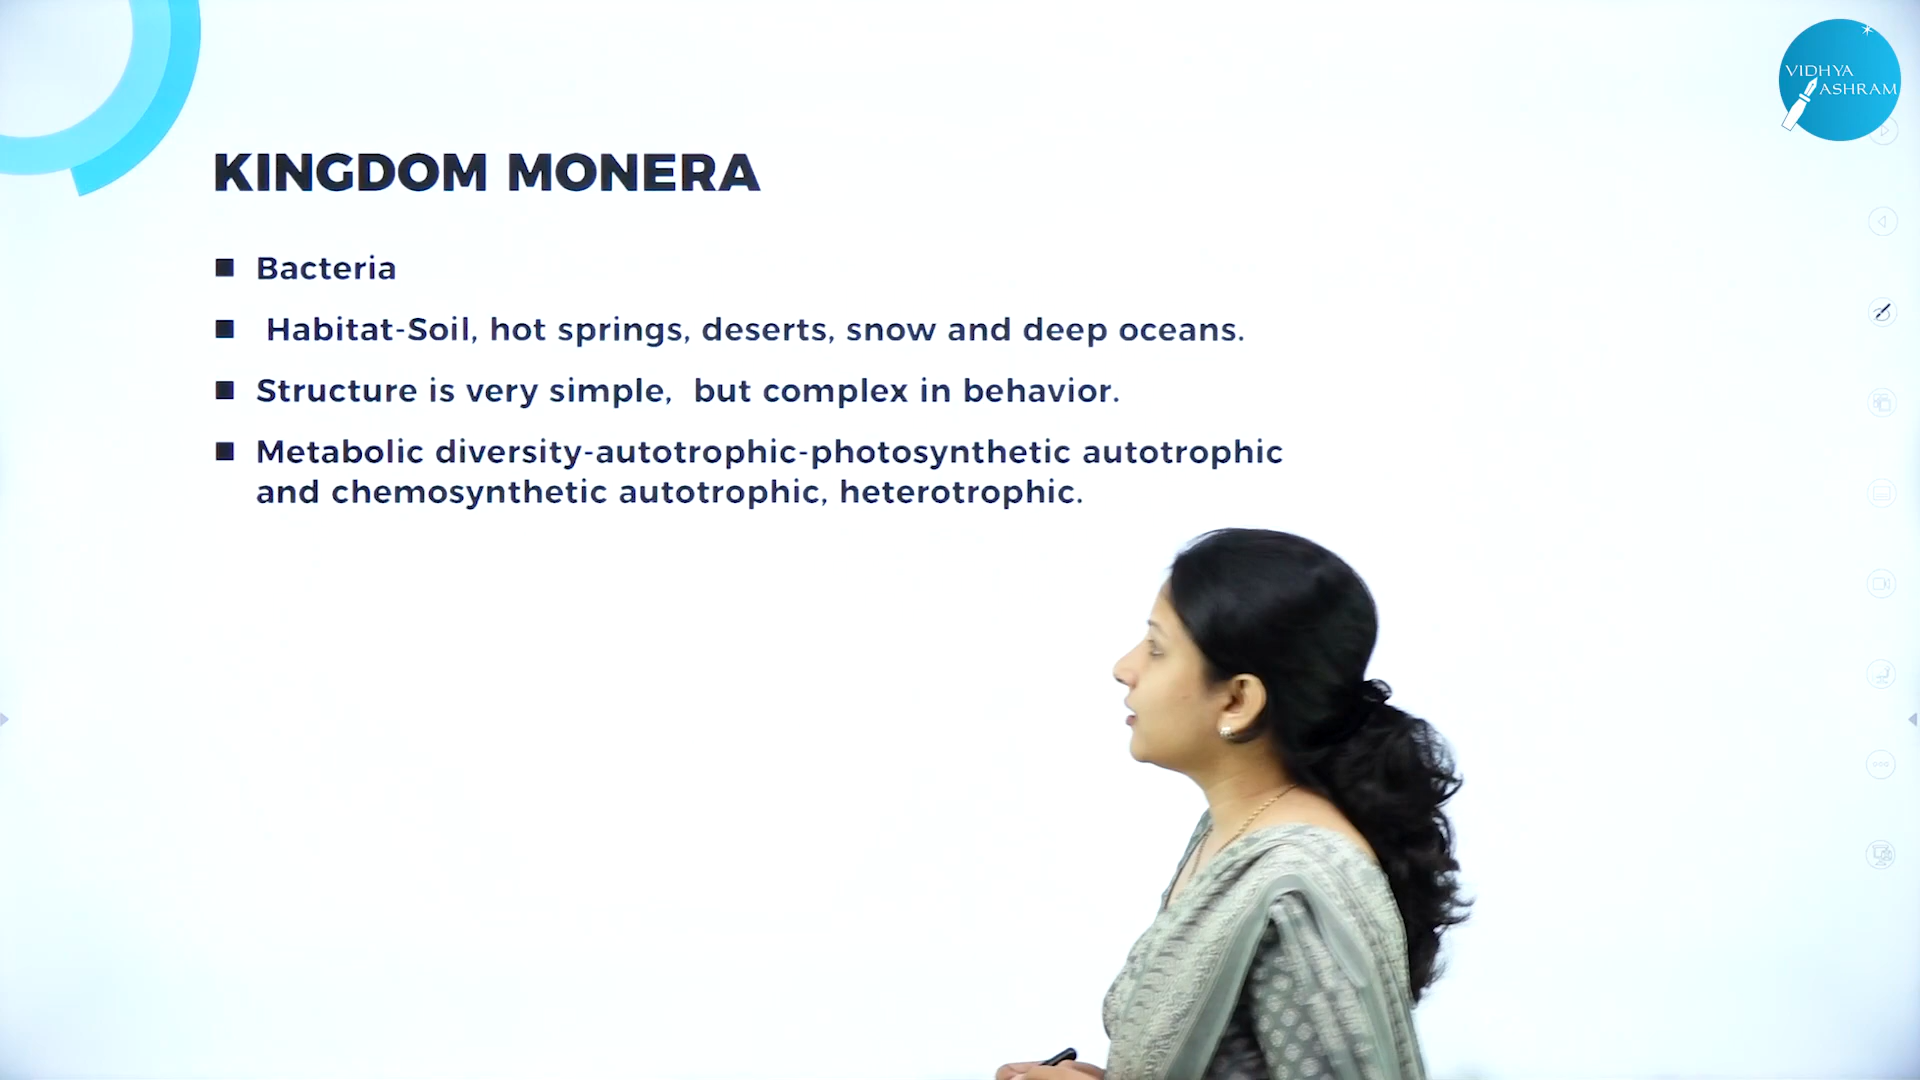 VIDHYA
ASHRAM
KINGDOM MONERA
Bacteria
Habitat-Soil, hot springs, deserts, snow and deep oceans.
Structure is very simple, but complex in behavior.
Metabolic diversity-autotrophic-photosynthetic autotrophic
and chemosynthetic autotrophic, heterotrophic.